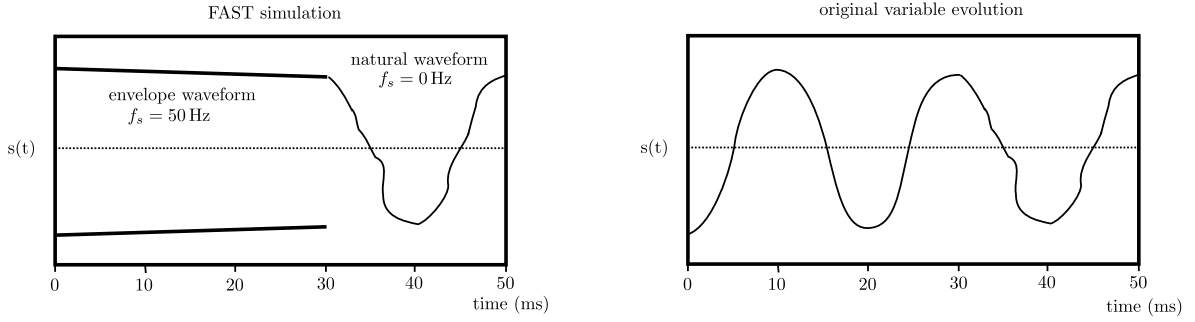 FAST simulation
natural waveform
f_s = 0 Hz
envelope waveform
f_s = 50 Hz
s(t)
0 10 20 30 40 50
time (ms)
original variable evolution
s(t)
0 10 20 30 40 50
time (ms)